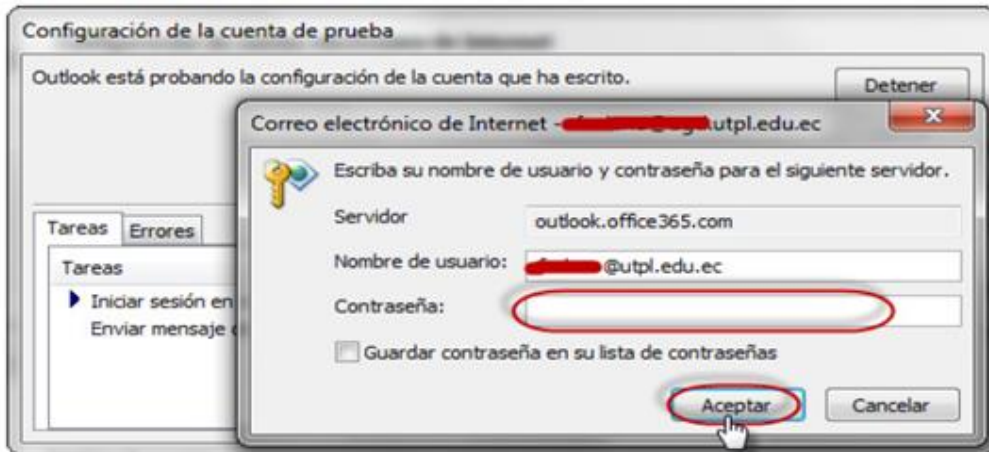 Configuración de la cuenta de prueba
Outlook está probando la configuración de la cuenta que ha escrito.
Detener
Correo electrónico de Internet - utpl.edu.ec
Escriba su nombre de usuario y contraseña para el siguiente servidor.
Servidor
outlook.office365.com
Nombre de usuario:
@utpl.edu.ec
Contraseña:
Guardar contraseña en su lista de contraseñas
Aceptar
Cancelar
Tareas
Errores
Tareas
Iniciar sesión en
Enviar mensaje